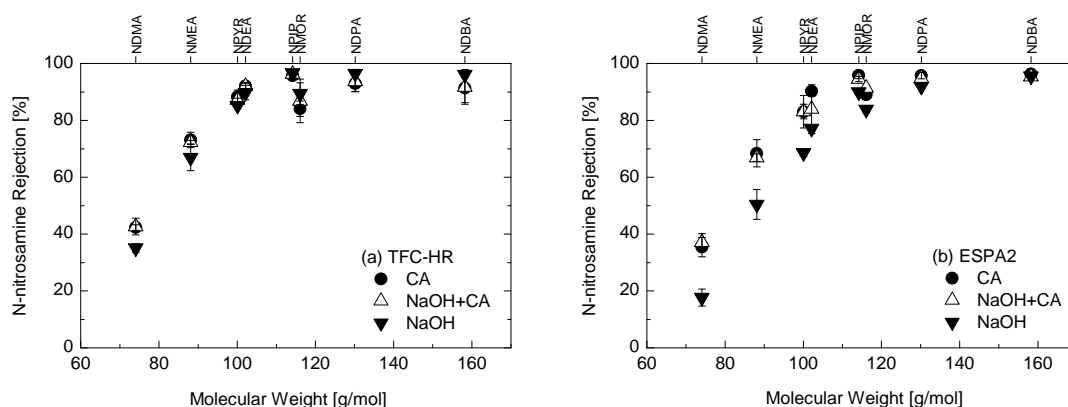 NDMA
NMEA
NPYR
NDEA
NPIP
NMOR
NDPA
NDBA
100
80
60
40
20
0
N-nitrosamine Rejection [%]
(a) TFC-HR
CA
NaOH+CA
NaOH
60 80 100 120 140 160
Molecular Weight [g/mol]
NDMA
NMEA
NPYR
NDEA
NPIP
NMOR
NDPA
NDBA
100
80
60
40
20
0
N-nitrosamine Rejection [%]
(b) ESPA2
CA
NaOH+CA
NaOH
60 80 100 120 140 160
Molecular Weight [g/mol]